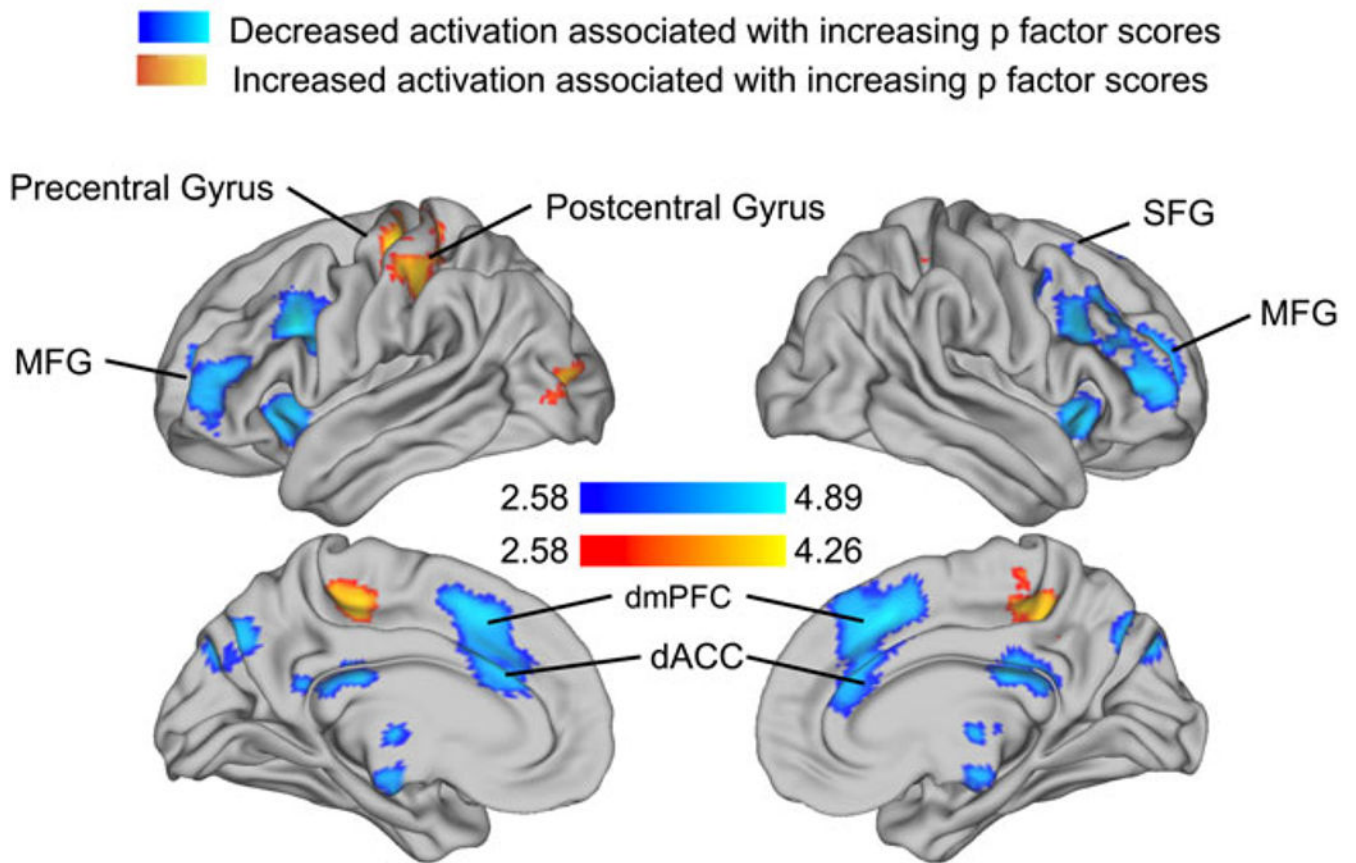 Decreased activation associated with increasing p factor scores
Increased activation associated with increasing p factor scores
Precentral Gyrus
Postcentral Gyrus
SFG
MFG
MFG
2.58 4.89
2.58 4.26
dmPFC
dACC